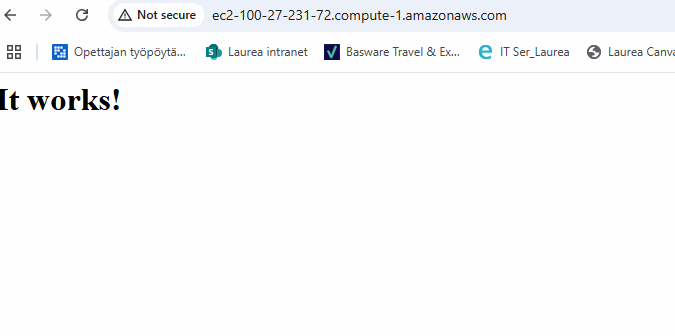 Not secure ec2-100-27-231-72.compute-1.amazonaws.com
Opettajan työpöytä... Laurea intranet Basware Travel & Ex... IT Ser_Laurea Laurea Canva
It works!